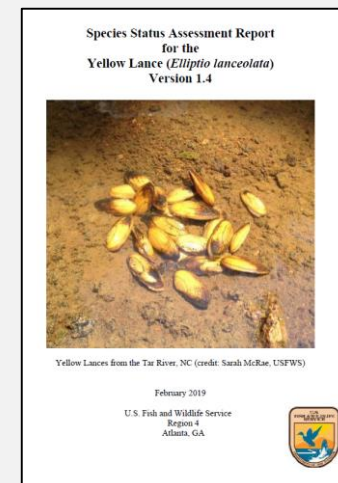 Species Status Assessment Report
for the
Yellow Lance (Elliptio lanceolata)
Version 1.4
Yellow Lances from the Tar River, NC (credit: Sarah McRae, USFWS)
February 2019
U.S. Fish and Wildlife Service
Region 4
Atlanta, GA